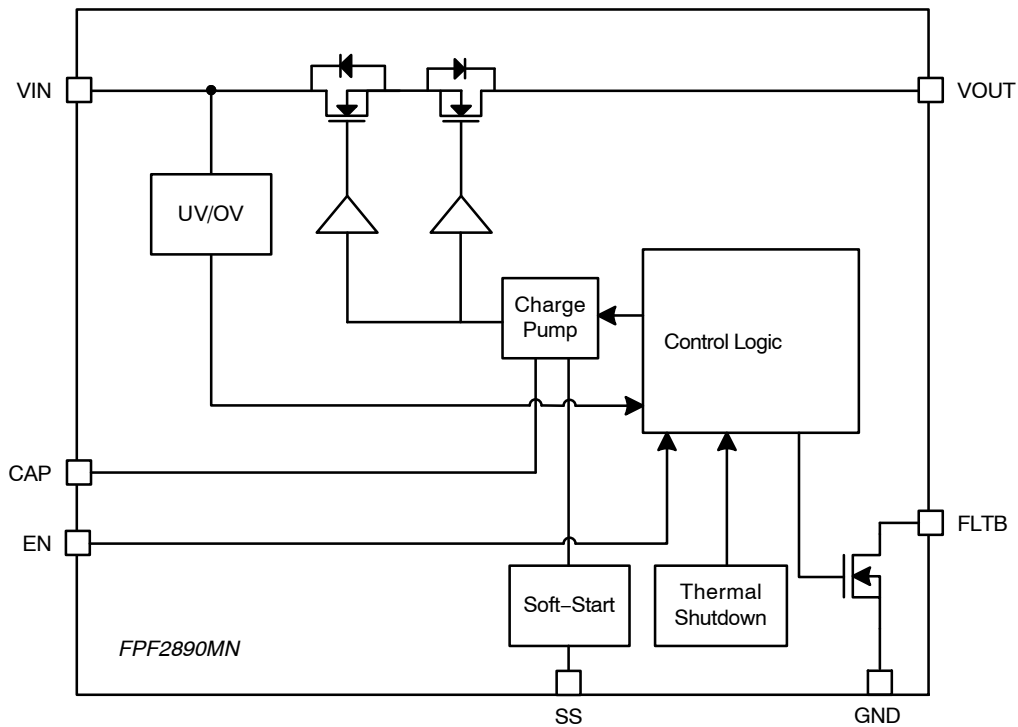 VIN
VOUT
UV/OV
Charge
Pump
Control Logic
CAP
EN
FLTB
Soft−Start
Thermal
Shutdown
FPF2890MN
SS
GND